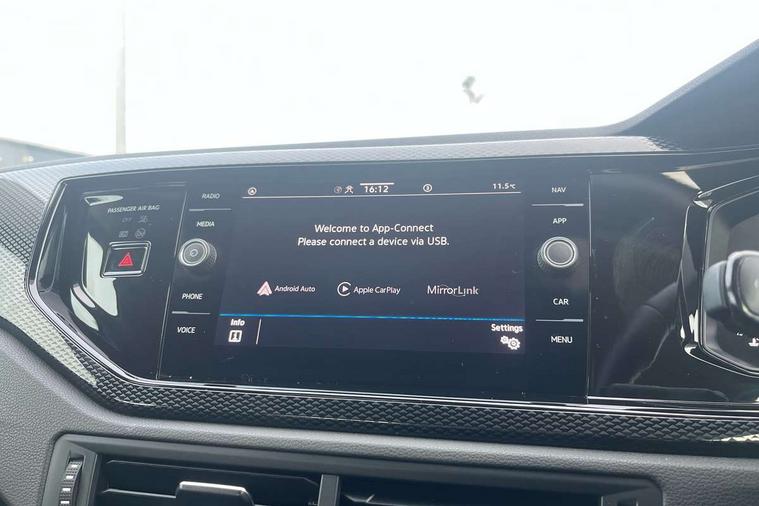 PASSENGER AIR BAG
OFF
RADIO
MEDIA
PHONE
VOICE
16:12
11.5°C
Welcome to App-Connect
Please connect a device via USB.
Android Auto
Apple CarPlay
MirrorLink
Info
Settings
NAV
APP
CAR
MENU